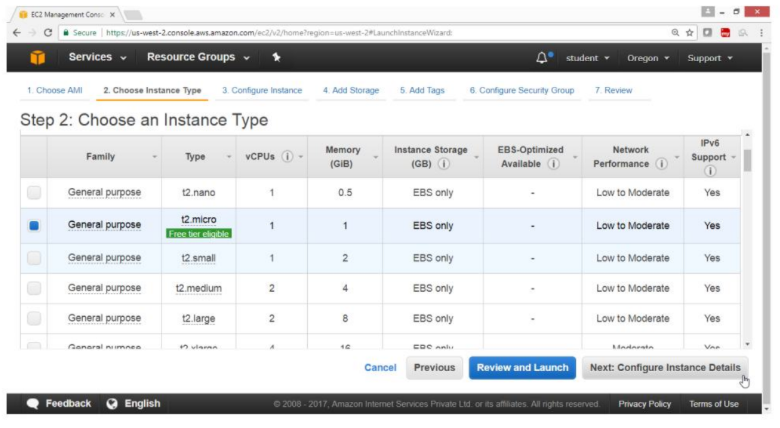 EC2 Management Conso
Secure | https://us-west-2.console.aws.amazon.com/ec2/v2/home?region=us-west-2#LaunchInstanceWizard:
Services Resource Groups student Oregon Support
1. Choose AMI 2. Choose Instance Type 3. Configure Instance 4. Add Storage 5. Add Tags 6. Configure Security Group 7. Review
Step 2: Choose an Instance Type
Family Type vCPUs Memory (GiB) Instance Storage (GB) EBS-Optimized Available Network Performance IPv6 Support
General purpose t2.nano 1 0.5 EBS only - Low to Moderate Yes
General purpose t2.micro Free tier eligible 1 1 EBS only - Low to Moderate Yes
General purpose t2.small 1 2 EBS only - Low to Moderate Yes
General purpose t2.medium 2 4 EBS only - Low to Moderate Yes
General purpose t2.large 2 8 EBS only - Low to Moderate Yes
General purpose t2.xlarge 4 16 EBS only - Moderate Yes
Cancel Previous Review and Launch Next: Configure Instance Details
Feedback English © 2008 - 2017, Amazon Internet Services Private Ltd. or its affiliates. All rights reserved. Privacy Policy Terms of Use